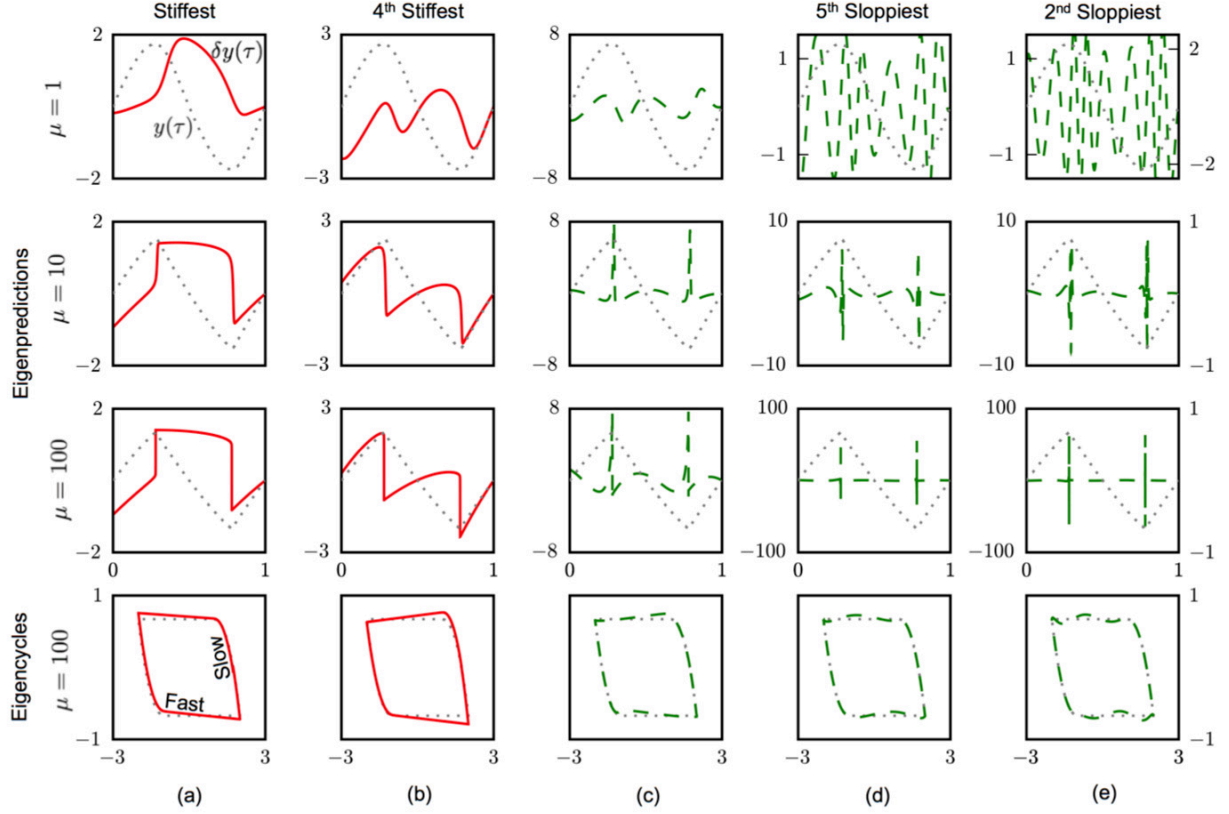 Stiffest
4th Stiffest
5th Sloppiest
2nd Sloppiest
Eigenpredictions
μ = 1
2
−2
δy(τ)
y(τ)
3
−3
8
−8
1
−1
2
−2
μ = 10
2
−2
3
−3
8
−8
10
−10
10
−10
1
−1
μ = 100
2
−2
0
1
3
−3
0
1
8
−8
0
1
100
−100
0
1
0
1
1
−1
Eigencycles
μ = 100
1
−1
−3
3
Slow
Fast
−3
3
−3
3
−3
3
−3
3
1
−1
(a)
(b)
(c)
(d)
(e)